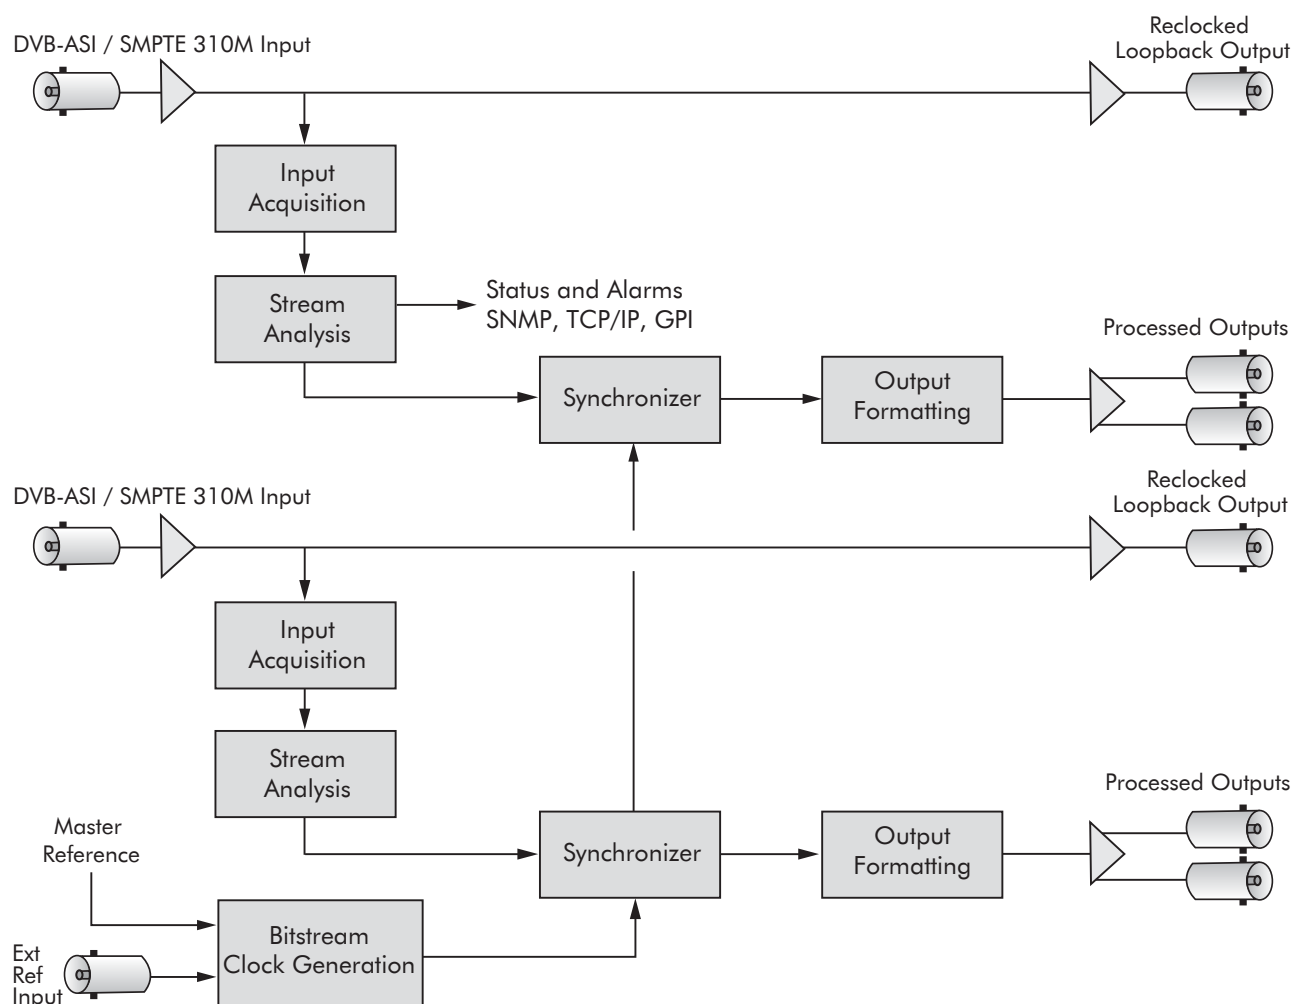 DVB-ASI / SMPTE 310M Input
Reclocked
Loopback Output
Input
Acquisition
Stream
Analysis
Status and Alarms
SNMP, TCP/IP, GPI
Synchronizer
Output
Formatting
Processed Outputs
DVB-ASI / SMPTE 310M Input
Reclocked
Loopback Output
Input
Acquisition
Stream
Analysis
Synchronizer
Output
Formatting
Processed Outputs
Master
Reference
Ext
Ref
Input
Bitstream
Clock Generation